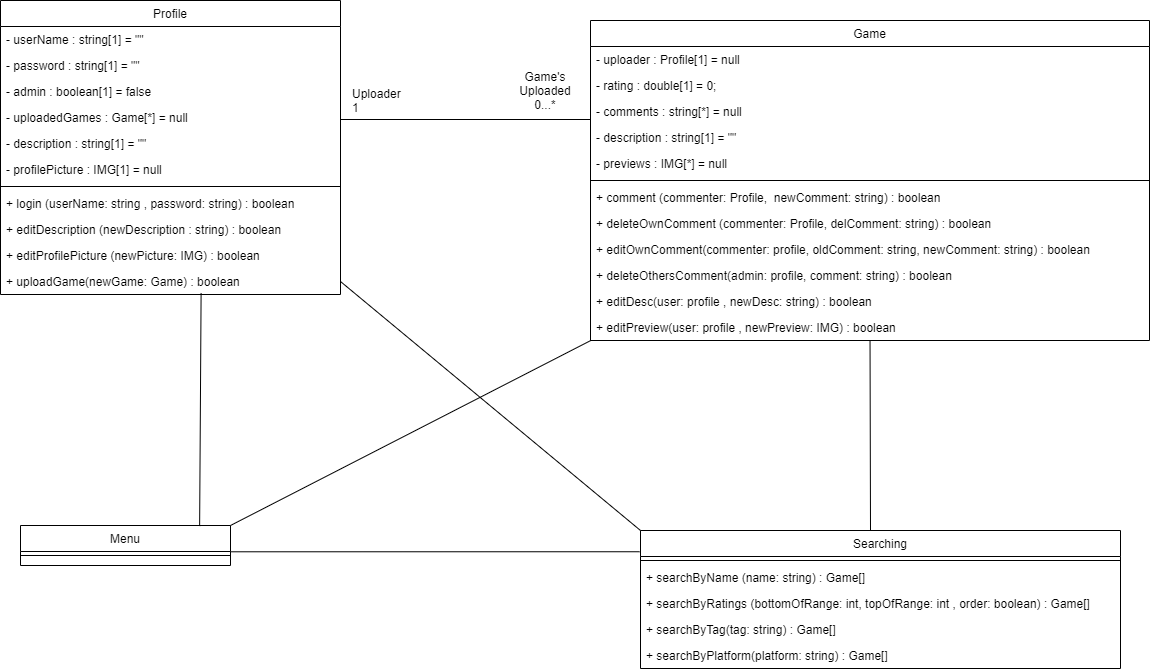 Profile
- userName : string[1] = ""
- password : string[1] = ""
- admin : boolean[1] = false
- uploadedGames : Game[*] = null
- description : string[1] = ""
- profilePicture : IMG[1] = null
+ login (userName: string , password: string) : boolean
+ editDescription (newDescription : string) : boolean
+ editProfilePicture (newPicture: IMG) : boolean
+ uploadGame(newGame: Game) : boolean
Uploader
1
Game's
Uploaded
0...*
Game
- uploader : Profile[1] = null
- rating : double[1] = 0;
- comments : string[*] = null
- description : string[1] = ""
- previews : IMG[*] = null
+ comment (commenter: Profile,  newComment: string) : boolean
+ deleteOwnComment (commenter: Profile, delComment: string) : boolean
+ editOwnComment(commenter: profile, oldComment: string, newComment: string) : boolean
+ deleteOthersComment(admin: profile, comment: string) : boolean
+ editDesc(user: profile , newDesc: string) : boolean
+ editPreview(user: profile , newPreview: IMG) : boolean
Menu
Searching
+ searchByName (name: string) : Game[]
+ searchByRatings (bottomOfRange: int, topOfRange: int , order: boolean) : Game[]
+ searchByTag(tag: string) : Game[]
+ searchByPlatform(platform: string) : Game[]